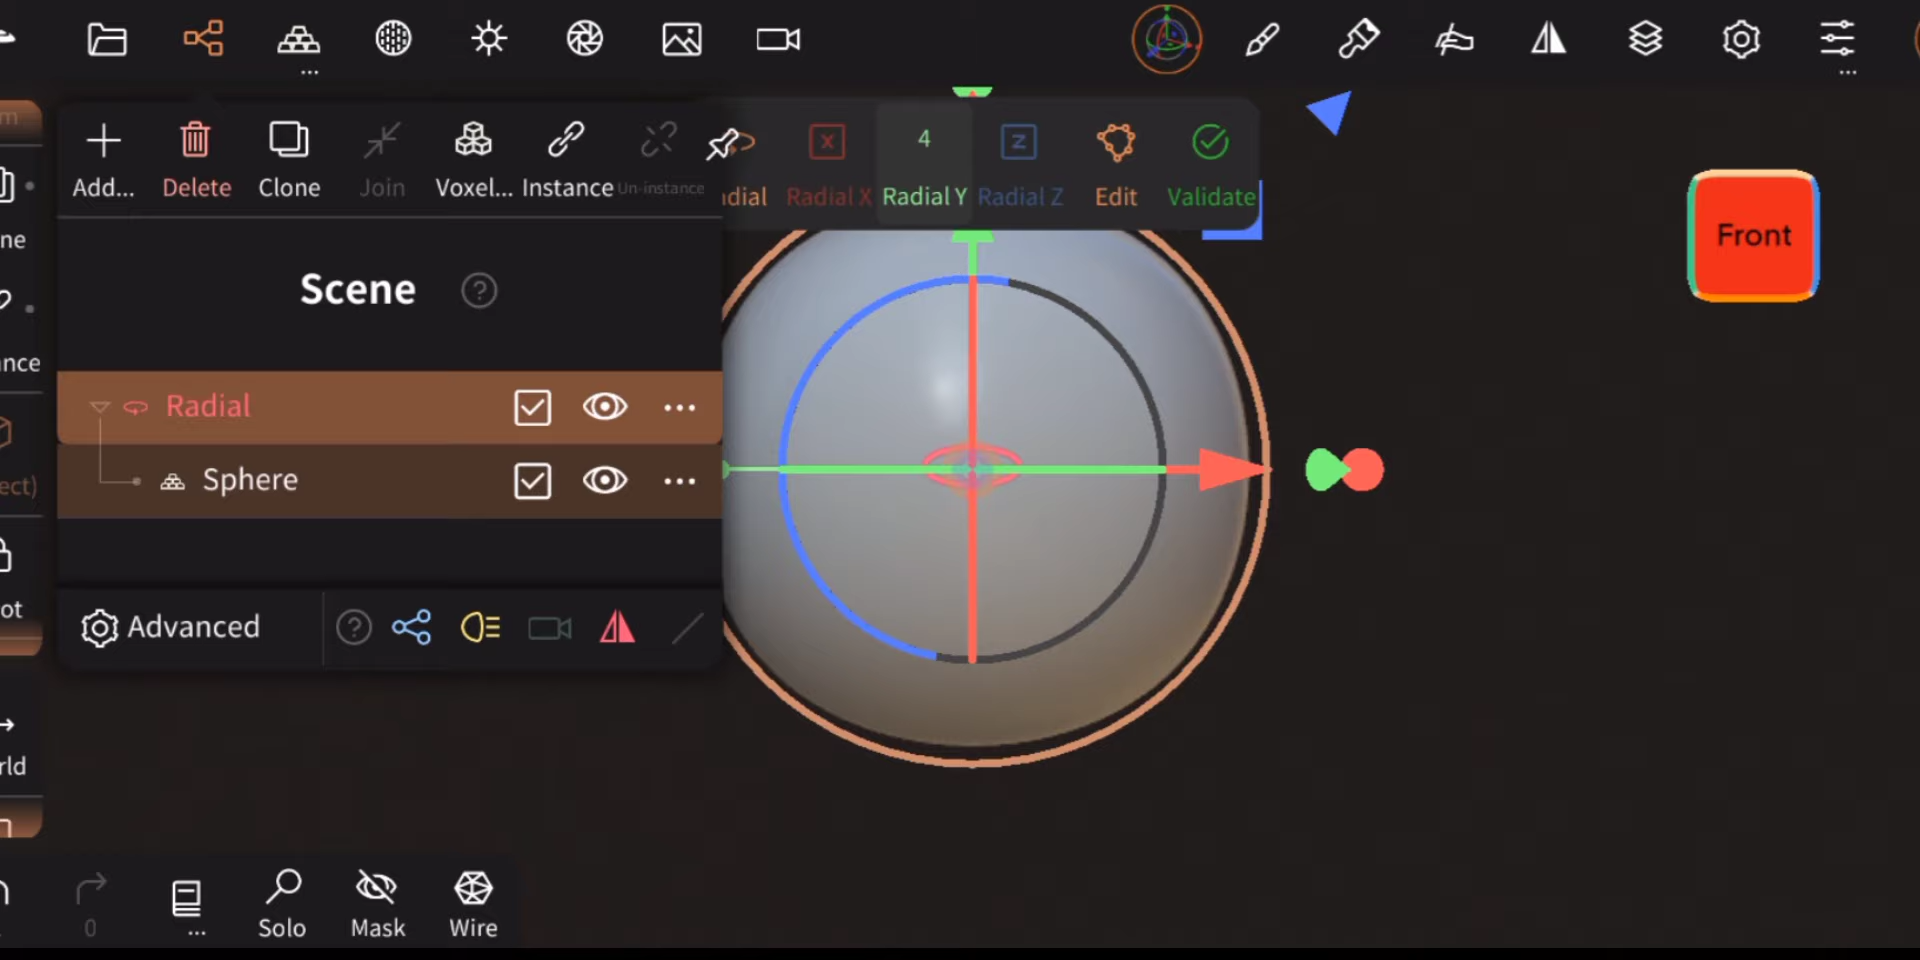 Add...
Delete
Clone
Join
Voxel...
Instance
Un-instance
dial
X
Radial X
4
Radial Y
Z
Radial Z
Edit
Validate
Front
ne
Scene ?
nce
Radial ...
Sphere ...
ect)
ot
Advanced ?
rld
0
...
Solo
Mask
Wire